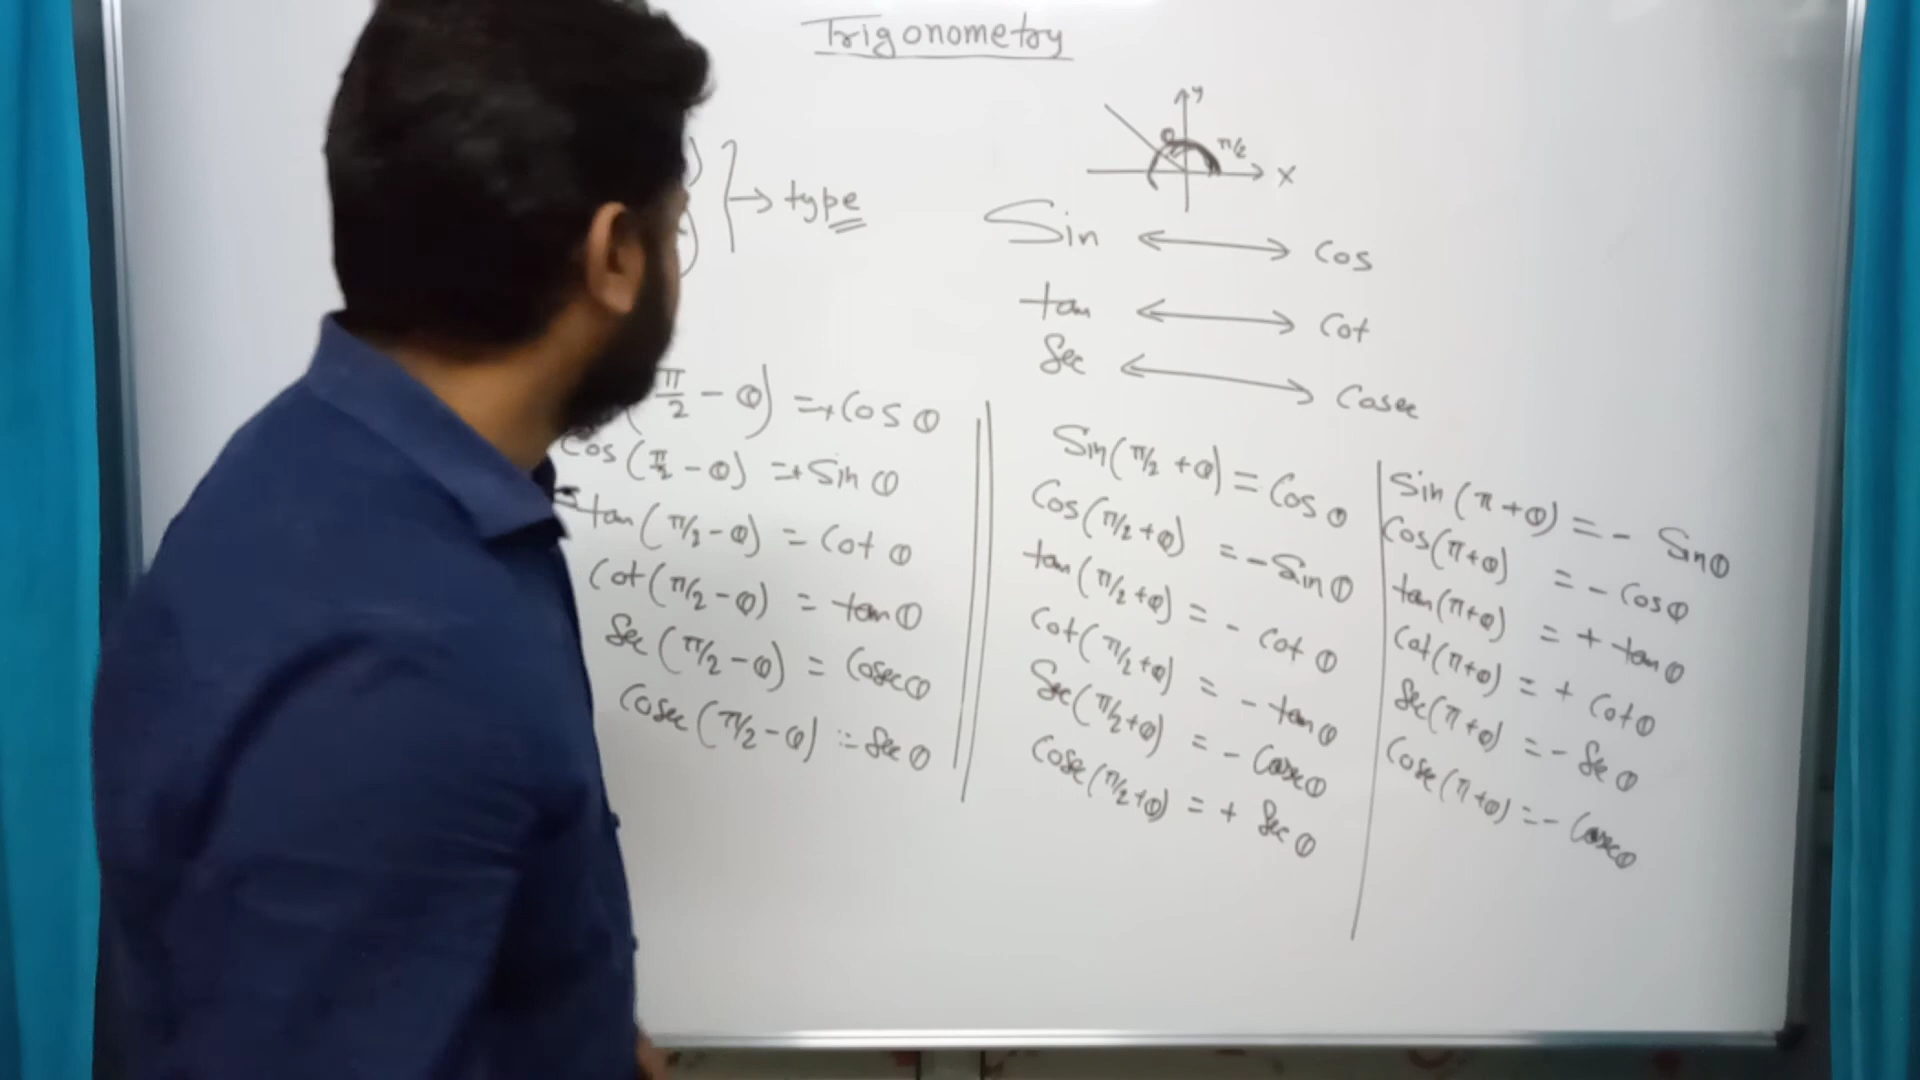 Trigonometry
y
π/2
x
} → type
Sin ↔ Cos
tan ↔ Cot
Sec ↔ Cosec
π/2 - θ) = + Cos θ
Cos (π/2 - θ) = + Sin θ
tan (π/2 - θ) = Cot θ
Cot (π/2 - θ) = tan θ
Sec (π/2 - θ) = Cosec θ
Cosec (π/2 - θ) = Sec θ
Sin (π/2 + θ) = Cos θ
Cos (π/2 + θ) = - Sin θ
tan (π/2 + θ) = - Cot θ
Cot (π/2 + θ) = - tan θ
Sec (π/2 + θ) = - Cosec θ
Cosec (π/2 + θ) = + Sec θ
Sin (π + θ) = - Sin θ
Cos (π + θ) = - Cos θ
tan (π + θ) = + tan θ
Cot (π + θ) = + Cot θ
Sec (π + θ) = - Sec θ
Cosec (π + θ) = - Cosec θ